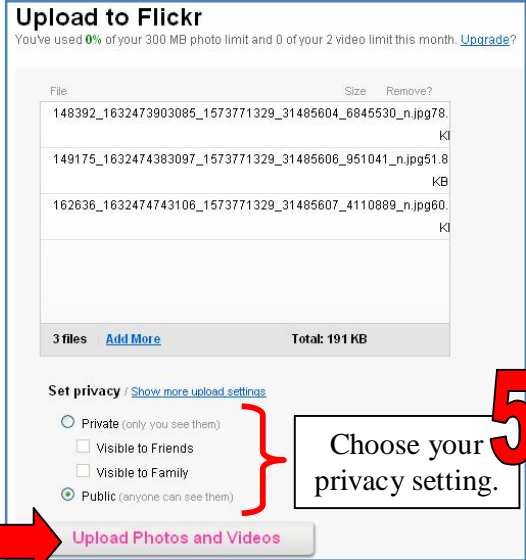 Upload to Flickr
You've used 0% of your 300 MB photo limit and 0 of your 2 video limit this month. Upgrade?
File Size Remove?
148392_1632473903085_1573771329_31485604_6845530_n.jpg78.
KI
149175_1632474383097_1573771329_31485606_951041_n.jpg51.8
KB
162636_1632474743106_1573771329_31485607_4110889_n.jpg60.
KI
3 files Add More Total: 191 KB
Set privacy / Show more upload settings
Private (only you see them)
Visible to Friends
Visible to Family
Public (anyone can see them)
Choose your
privacy setting.
5
Upload Photos and Videos